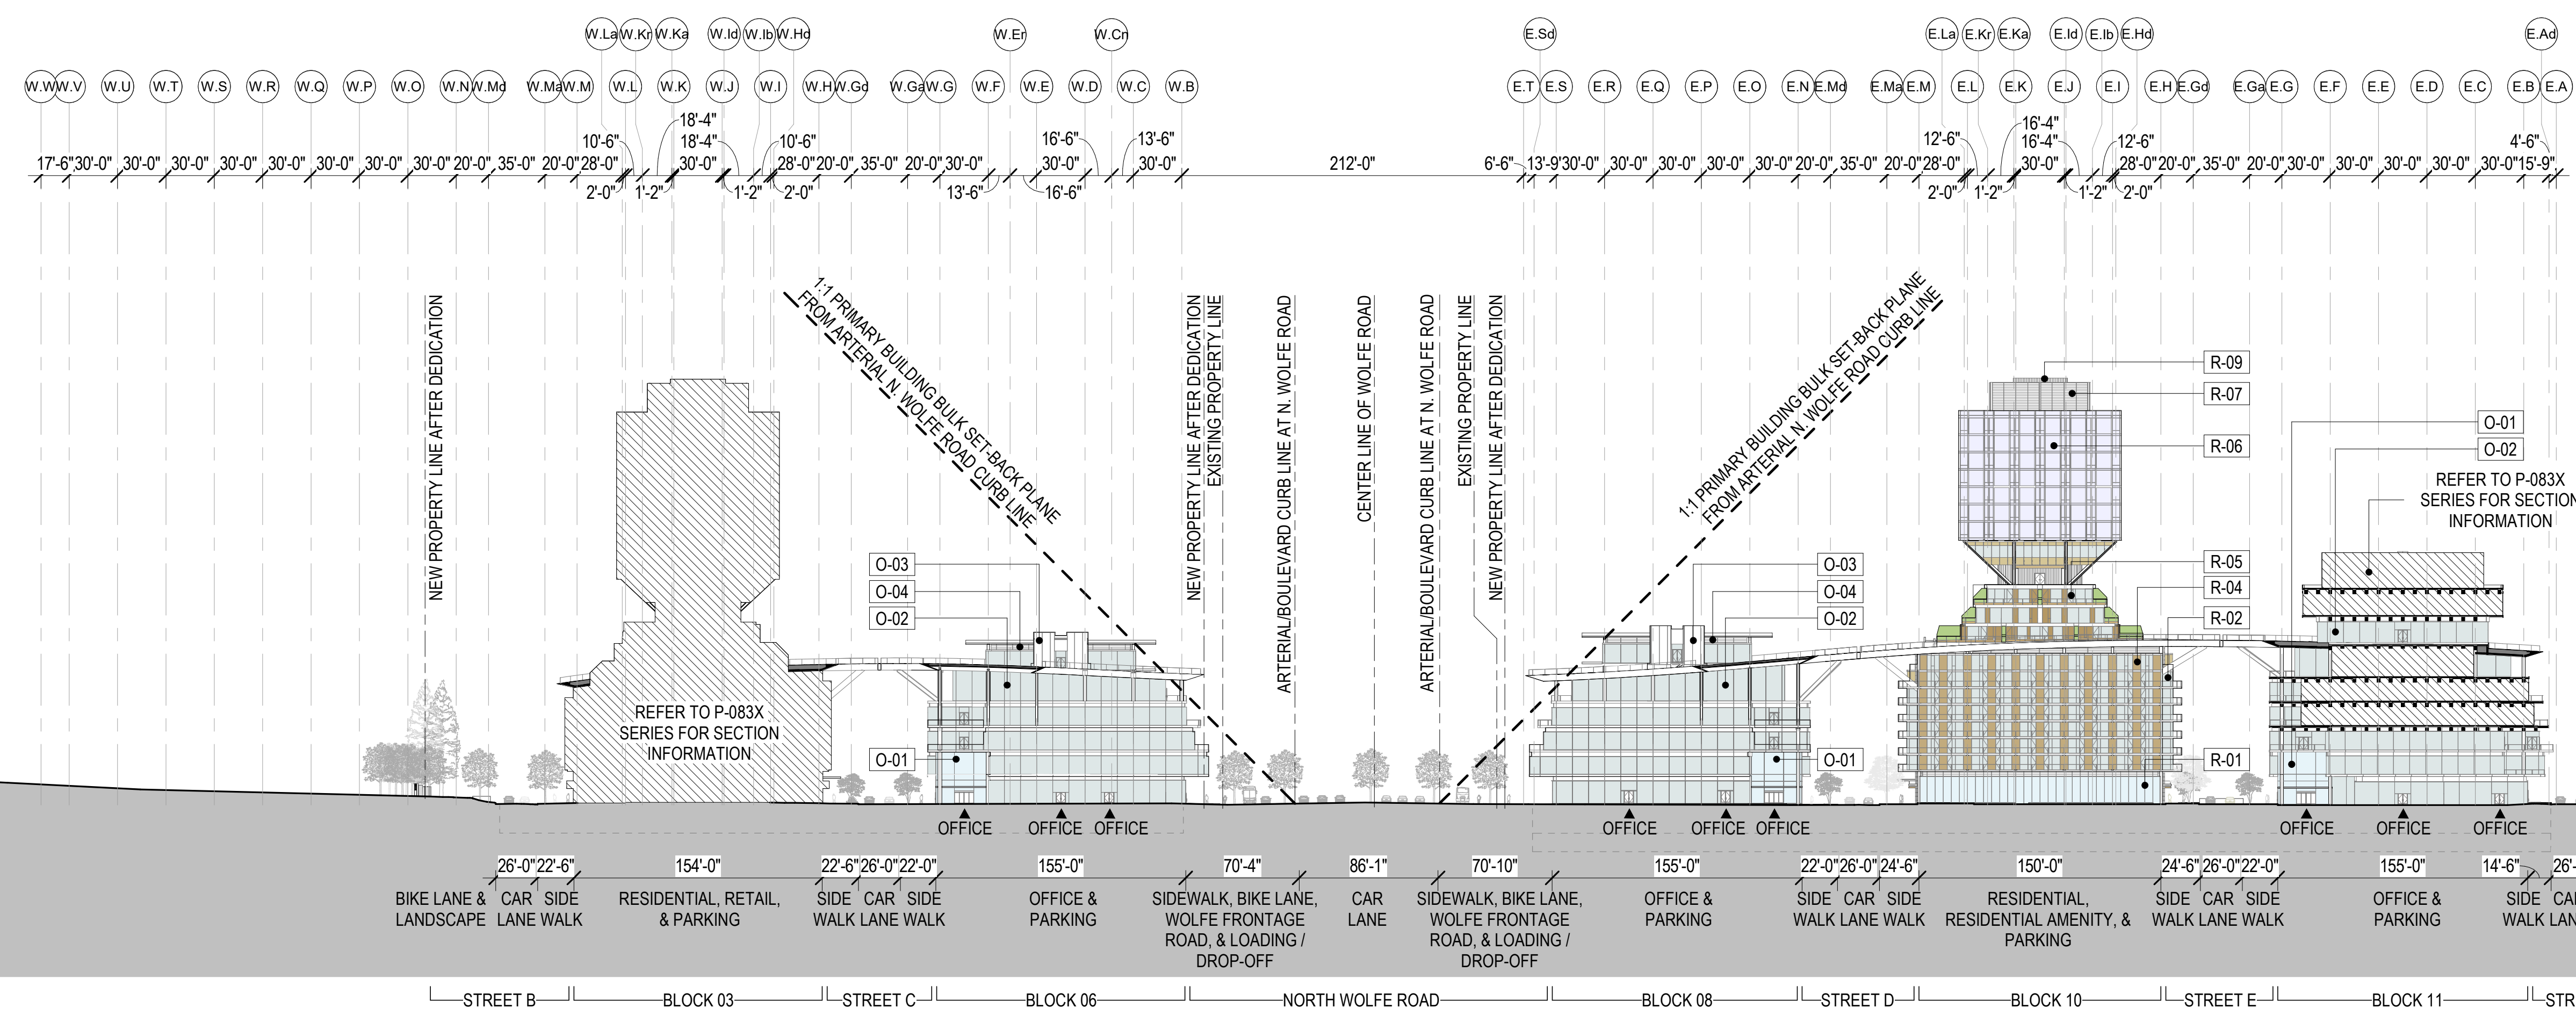 W.La W.Kr W.Ka W.Id W.Ib W.Hd W.Er W.Cn E.Sd E.La E.Kr E.Ka E.Id E.Ib E.Hd E.Ad
W.W W.V W.U W.T W.S W.R W.Q W.P W.O W.N W.Md W.Ma W.M W.L W.K W.J W.I W.H W.Gd W.Ga W.G W.F W.E W.D W.C W.B E.T E.S E.R E.Q E.P E.O E.N E.Md E.Ma E.M E.L E.K E.J E.I E.H E.Gd E.Ga E.G E.F E.E E.D E.C E.B E.A
18'-4" 16'-4"
10'-6" 18'-4" 10'-6" 16'-6" 13'-6" 12'-6" 16'-4" 12'-6" 4'-6"
17'-6" 30'-0" 30'-0" 30'-0" 30'-0" 30'-0" 30'-0" 30'-0" 30'-0" 20'-0" 35'-0" 20'-0" 28'-0" 30'-0" 28'-0" 20'-0" 35'-0" 20'-0" 30'-0" 30'-0" 30'-0" 212'-0" 6'-6" 13'-9" 30'-0" 30'-0" 30'-0" 30'-0" 30'-0" 20'-0" 35'-0" 20'-0" 28'-0" 30'-0" 28'-0" 20'-0" 35'-0" 20'-0" 30'-0" 30'-0" 30'-0" 30'-0" 30'-0" 15'-9"
2'-0" 1'-2" 1'-2" 2'-0" 13'-6" 16'-6" 2'-0" 1'-2" 1'-2" 2'-0"
NEW PROPERTY LINE AFTER DEDICATION
1:1 PRIMARY BUILDING BULK SET-BACK PLANE
FROM ARTERIAL N. WOLFE ROAD CURB LINE
NEW PROPERTY LINE AFTER DEDICATION
EXISTING PROPERTY LINE
ARTERIAL/BOULEVARD CURB LINE AT N. WOLFE ROAD
CENTER LINE OF WOLFE ROAD
ARTERIAL/BOULEVARD CURB LINE AT N. WOLFE ROAD
EXISTING PROPERTY LINE
NEW PROPERTY LINE AFTER DEDICATION
1:1 PRIMARY BUILDING BULK SET-BACK PLANE
FROM ARTERIAL N. WOLFE ROAD CURB LINE
REFER TO P-083X
SERIES FOR SECTION
INFORMATION
O-03
O-04
O-02
O-01
O-03
O-04
O-02
O-01
R-09
R-07
R-06
R-05
R-04
R-02
R-01
O-01
O-02
REFER TO P-083X
SERIES FOR SECTION
INFORMATION
OFFICE OFFICE OFFICE OFFICE OFFICE OFFICE OFFICE OFFICE OFFICE
26'-0" 22'-6" 154'-0" 22'-6" 26'-0" 22'-0" 155'-0" 70'-4" 86'-1" 70'-10" 155'-0" 22'-0" 26'-0" 24'-6" 150'-0" 24'-6" 26'-0" 22'-0" 155'-0" 14'-6" 26'-
BIKE LANE &
LANDSCAPE
CAR
LANE
SIDE
WALK
RESIDENTIAL, RETAIL,
& PARKING
SIDE
WALK
CAR
LANE
SIDE
WALK
OFFICE &
PARKING
SIDEWALK, BIKE LANE,
WOLFE FRONTAGE
ROAD, & LOADING /
DROP-OFF
CAR
LANE
SIDEWALK, BIKE LANE,
WOLFE FRONTAGE
ROAD, & LOADING /
DROP-OFF
OFFICE &
PARKING
SIDE
WALK
CAR
LANE
SIDE
WALK
RESIDENTIAL,
RESIDENTIAL AMENITY, &
PARKING
SIDE
WALK
CAR
LANE
SIDE
WALK
OFFICE &
PARKING
SIDE
WALK
CA
LAN
STREET B BLOCK 03 STREET C BLOCK 06 NORTH WOLFE ROAD BLOCK 08 STREET D BLOCK 10 STREET E BLOCK 11 STR